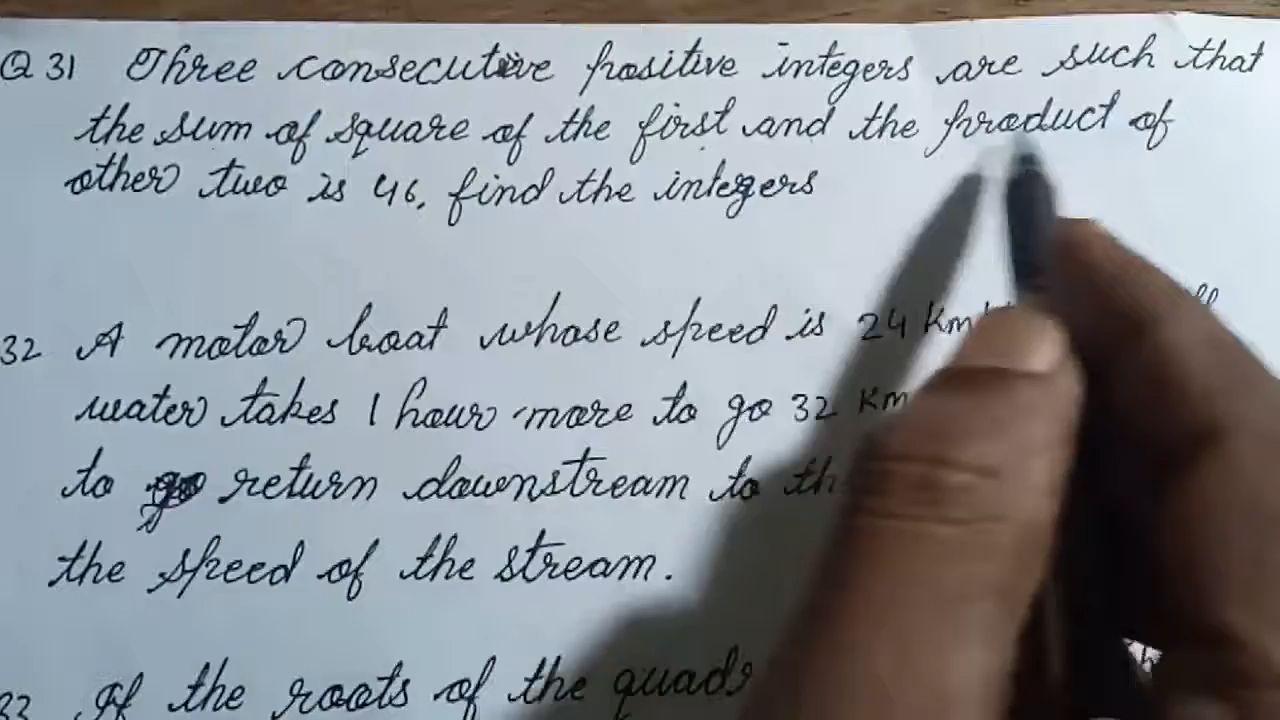 Q 31 Three consecutive positive integers are such that
the sum of square of the first and the product of
other two is 46, find the integers
32 A motor boat whose speed is 24 Km
water takes 1 hour more to go 32 Km
to return downstream to th
the speed of the stream.
33 If the roots of the quadr